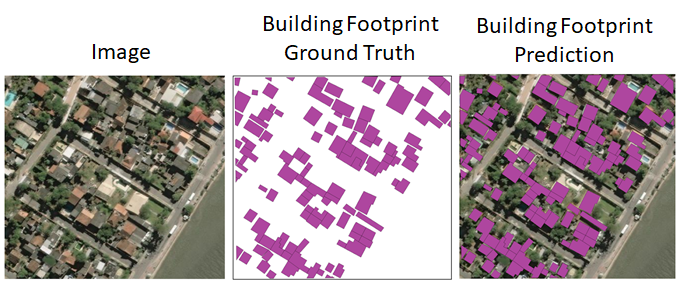 Image
Building Footprint
Ground Truth
Building Footprint
Prediction